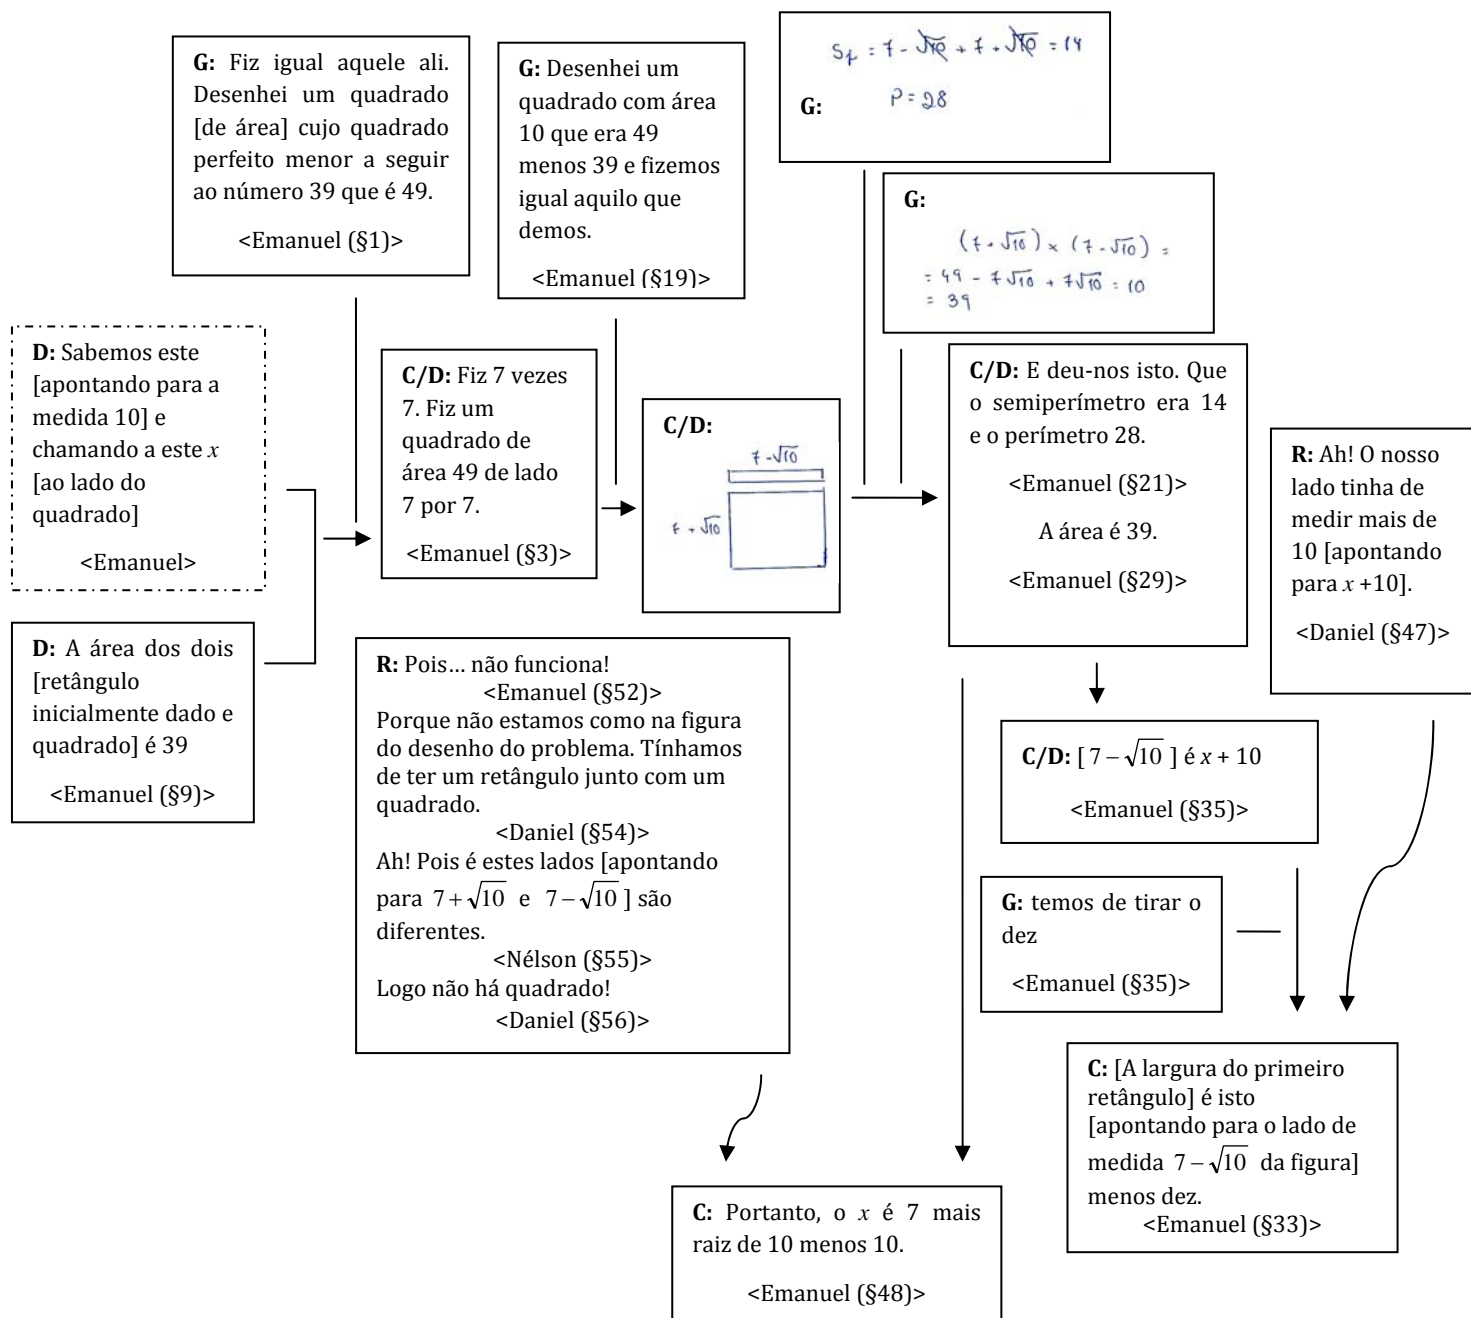 G: Fiz igual aquele ali.
Desenhei um quadrado
[de área] cujo quadrado
perfeito menor a seguir
ao número 39 que é 49.
<Emanuel (§1)>
G: Desenhei um
quadrado com área
10 que era 49
menos 39 e fizemos
igual aquilo que
demos.
<Emanuel (§19)>
S_f = 7 - √10 + 7 + √10 = 14
G: P = 28
G:
(7 + √10) × (7 - √10) =
= 49 - 7√10 + 7√10 = 10
= 39
D: Sabemos este
[apontando para a
medida 10] e
chamando a este x
[ao lado do
quadrado]
<Emanuel>
D: A área dos dois
[retângulo
inicialmente dado e
quadrado] é 39
<Emanuel (§9)>
C/D: Fiz 7 vezes
7. Fiz um
quadrado de
área 49 de lado
7 por 7.
<Emanuel (§3)>
C/D:
7 - √10
7 + √10
C/D: E deu-nos isto. Que
o semiperímetro era 14
e o perímetro 28.
<Emanuel (§21)>
A área é 39.
<Emanuel (§29)>
R: Ah! O nosso
lado tinha de
medir mais de
10 [apontando
para x +10].
<Daniel (§47)>
R: Pois… não funciona!
<Emanuel (§52)>
Porque não estamos como na figura
do desenho do problema. Tínhamos
de ter um retângulo junto com um
quadrado.
<Daniel (§54)>
Ah! Pois é estes lados [apontando
para 7 + √10 e 7 − √10 ] são
diferentes.
<Nélson (§55)>
Logo não há quadrado!
<Daniel (§56)>
C/D: [ 7 − √10 ] é x + 10
<Emanuel (§35)>
G: temos de tirar o
dez
<Emanuel (§35)>
C: [A largura do primeiro
retângulo] é isto
[apontando para o lado de
medida 7 − √10 da figura]
menos dez.
<Emanuel (§33)>
C: Portanto, o x é 7 mais
raiz de 10 menos 10.
<Emanuel (§48)>